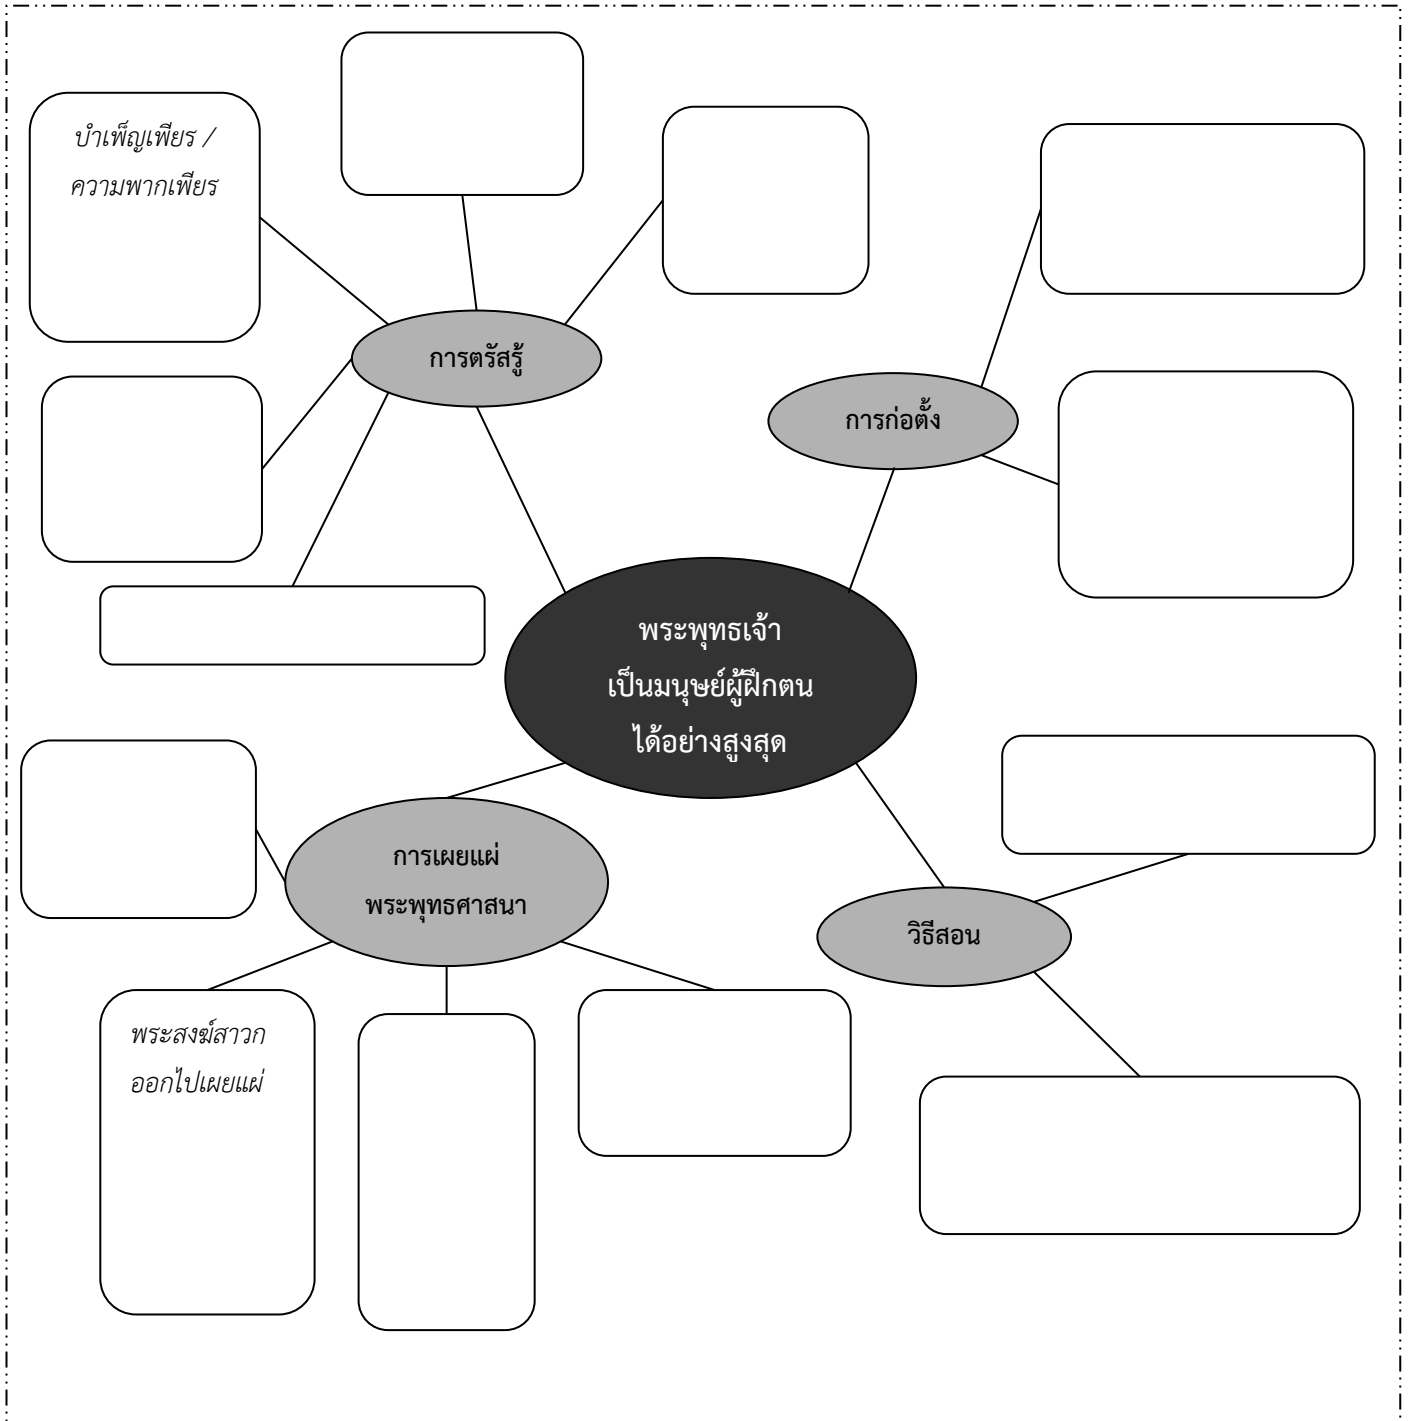 บำเพ็ญเพียร /
ความพากเพียร
การตรัสรู้
การก่อตั้ง
พระพุทธเจ้า
เป็นมนุษย์ผู้ฝึกตน
ได้อย่างสูงสุด
การเผยแผ่
พระพุทธศาสนา
วิธีสอน
พระสงฆ์สาวก
ออกไปเผยแผ่